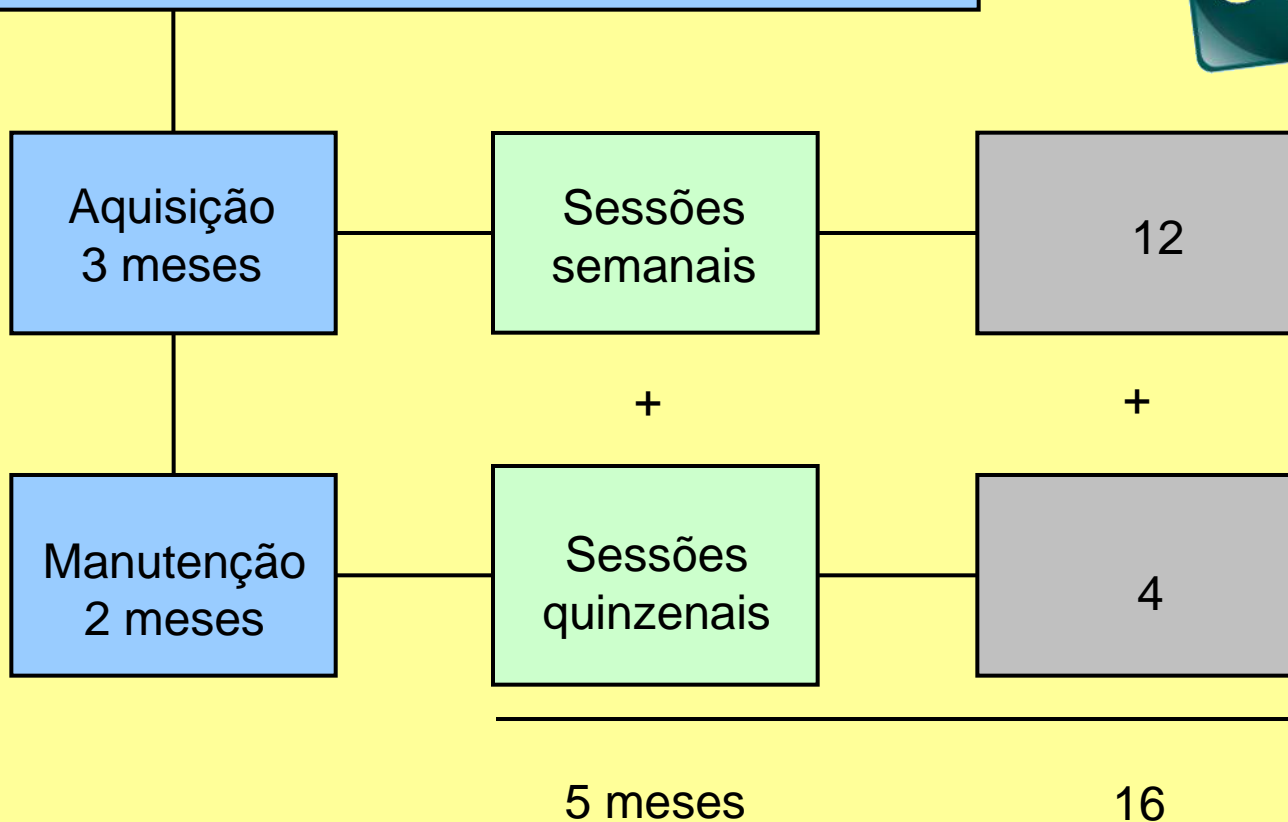 Aquisição
3 meses
Sessões
semanais
12
+
+
Manutenção
2 meses
Sessões
quinzenais
4
5 meses
16